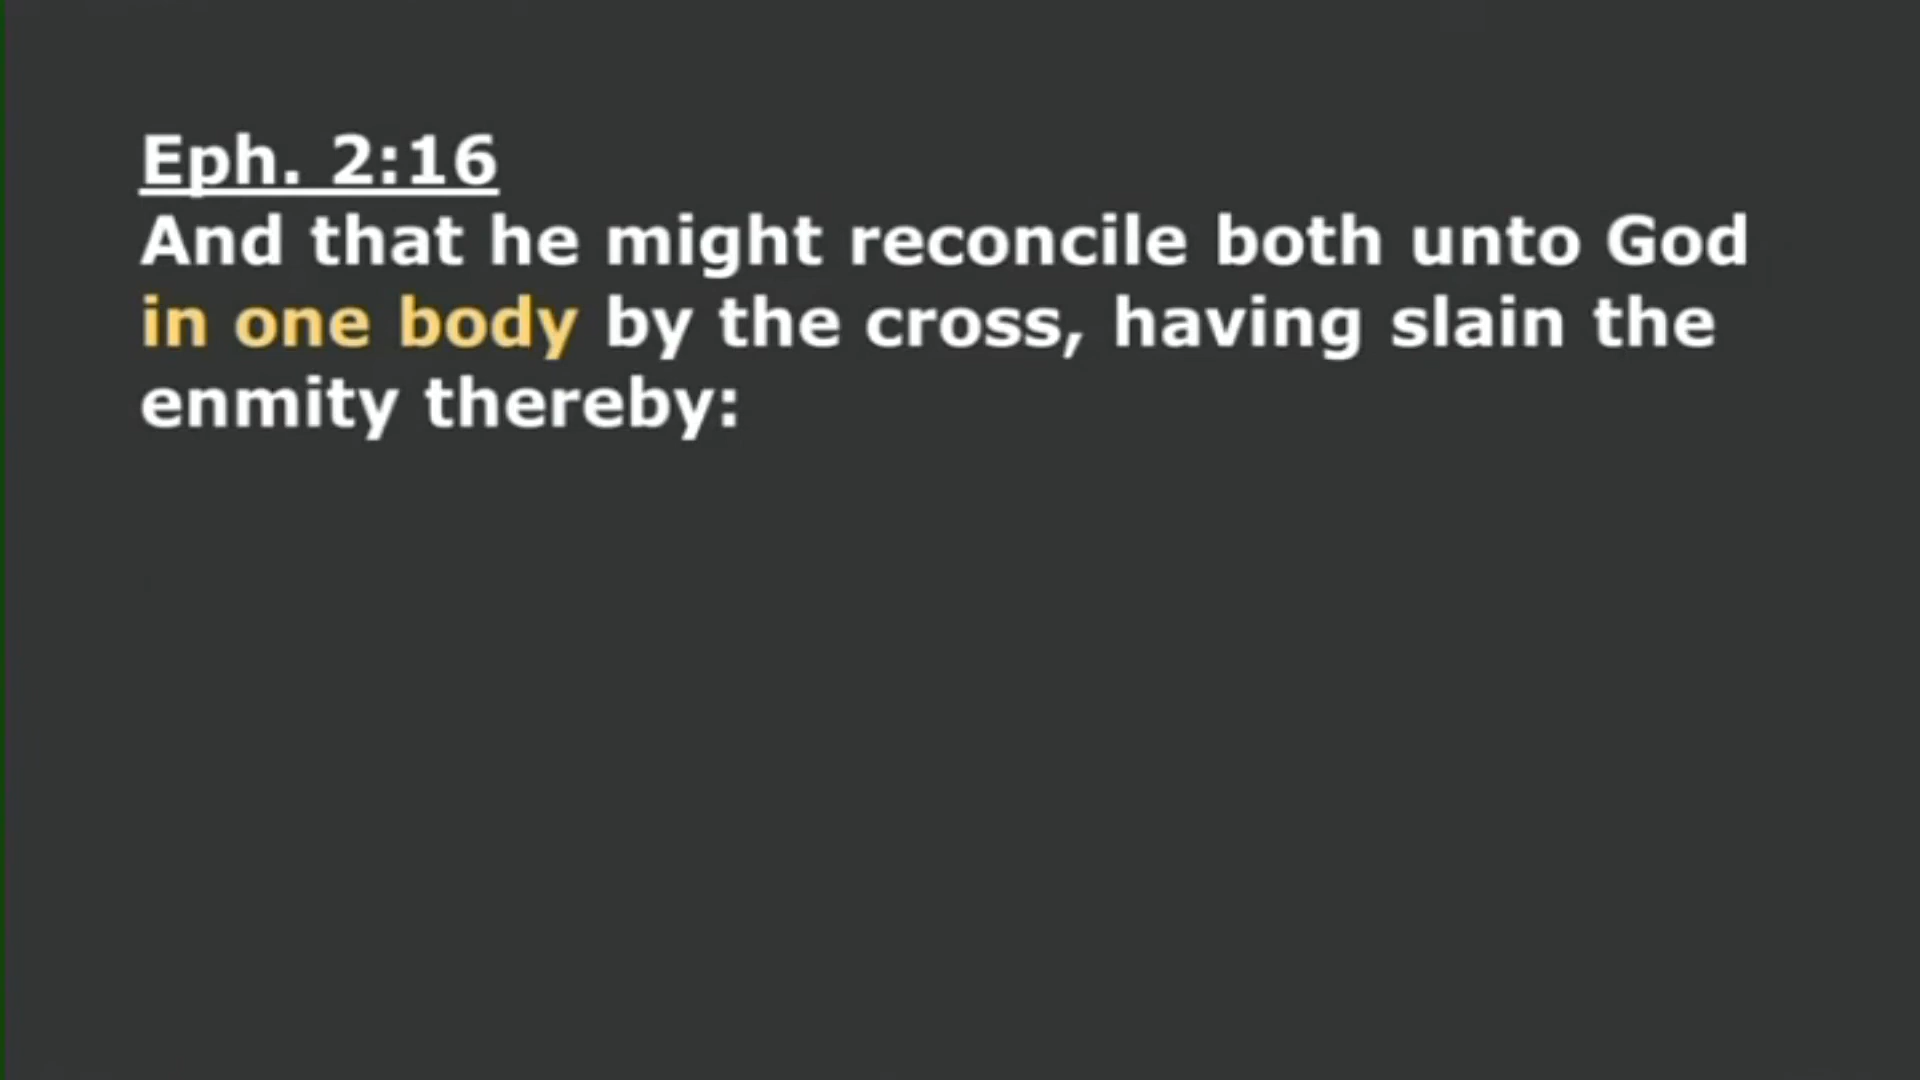 Eph. 2:16
And that he might reconcile both unto God
in one body by the cross, having slain the
enmity thereby: